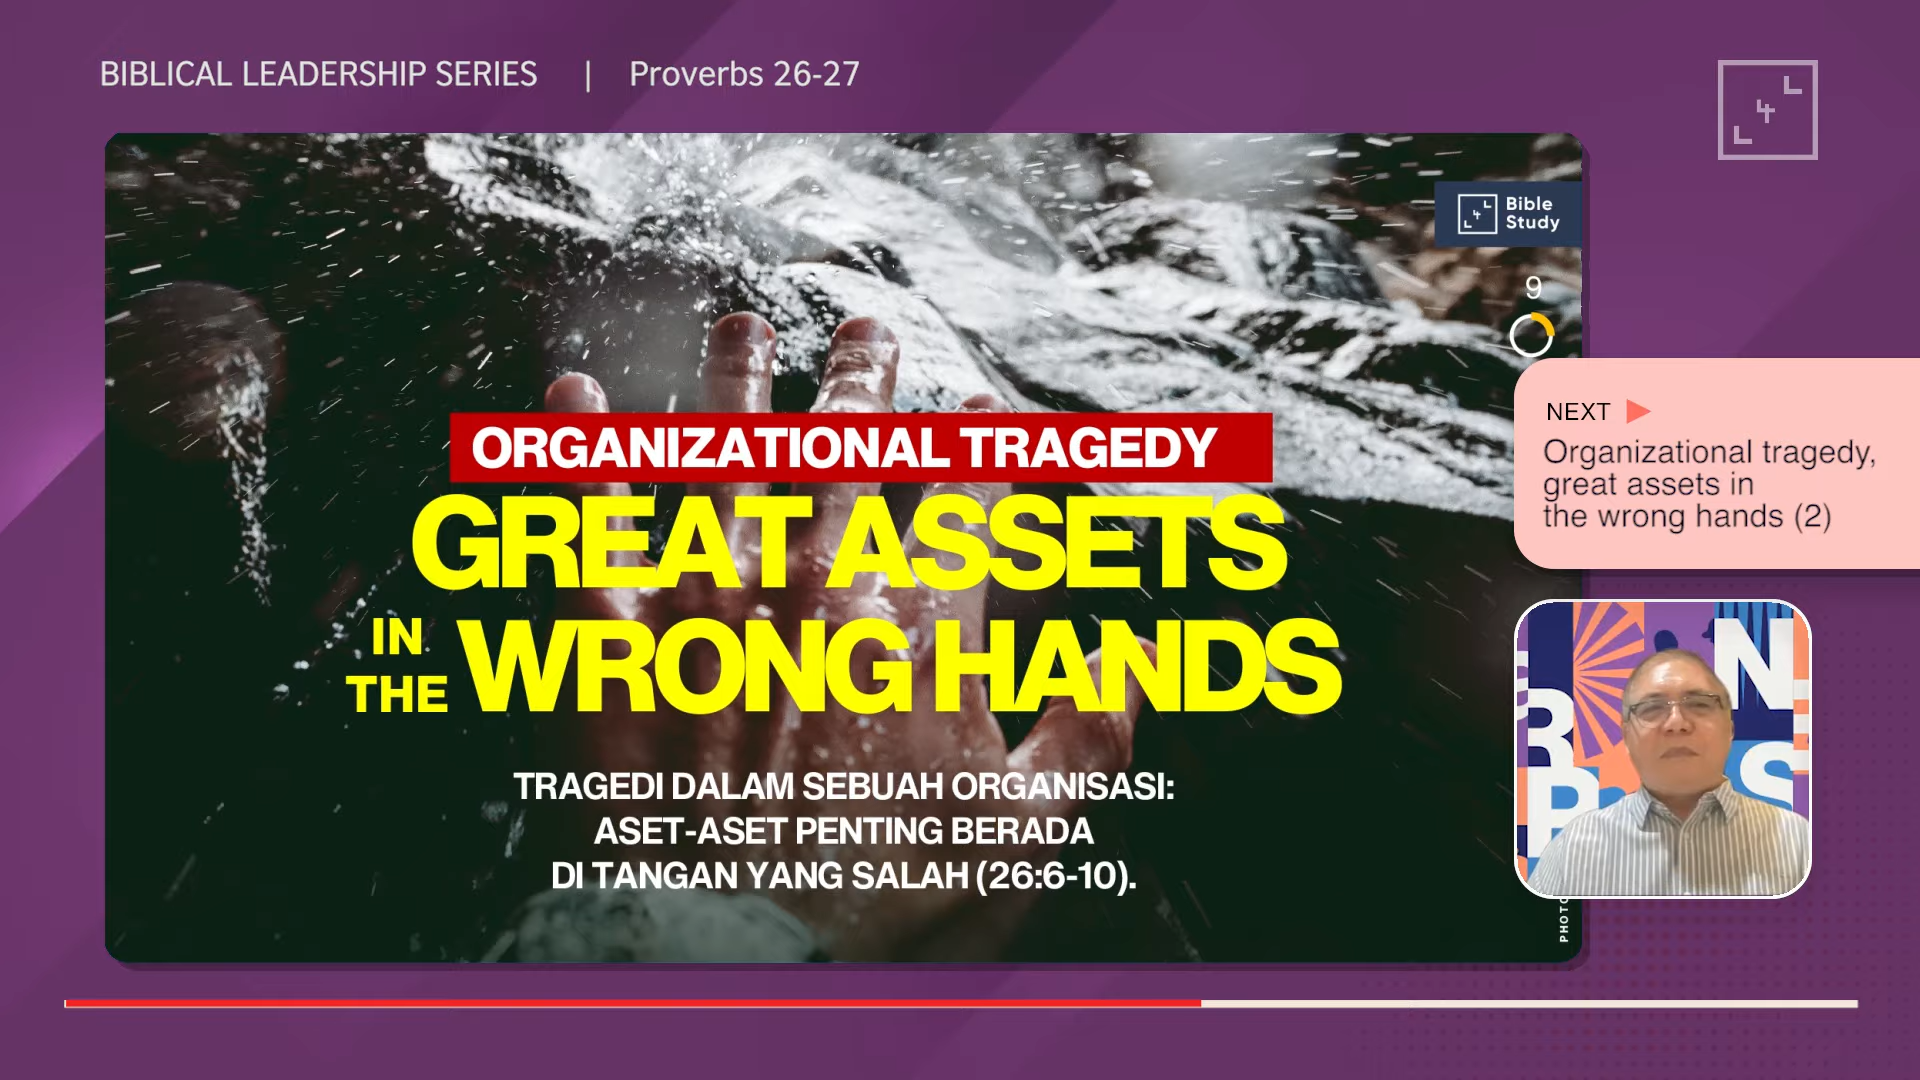 BIBLICAL LEADERSHIP SERIES | Proverbs 26-27
Bible
Study
9
ORGANIZATIONAL TRAGEDY
GREAT ASSETS
IN
THE WRONG HANDS
TRAGEDI DALAM SEBUAH ORGANISASI:
ASET-ASET PENTING BERADA
DI TANGAN YANG SALAH (26:6-10).
NEXT
Organizational tragedy,
great assets in
the wrong hands (2)